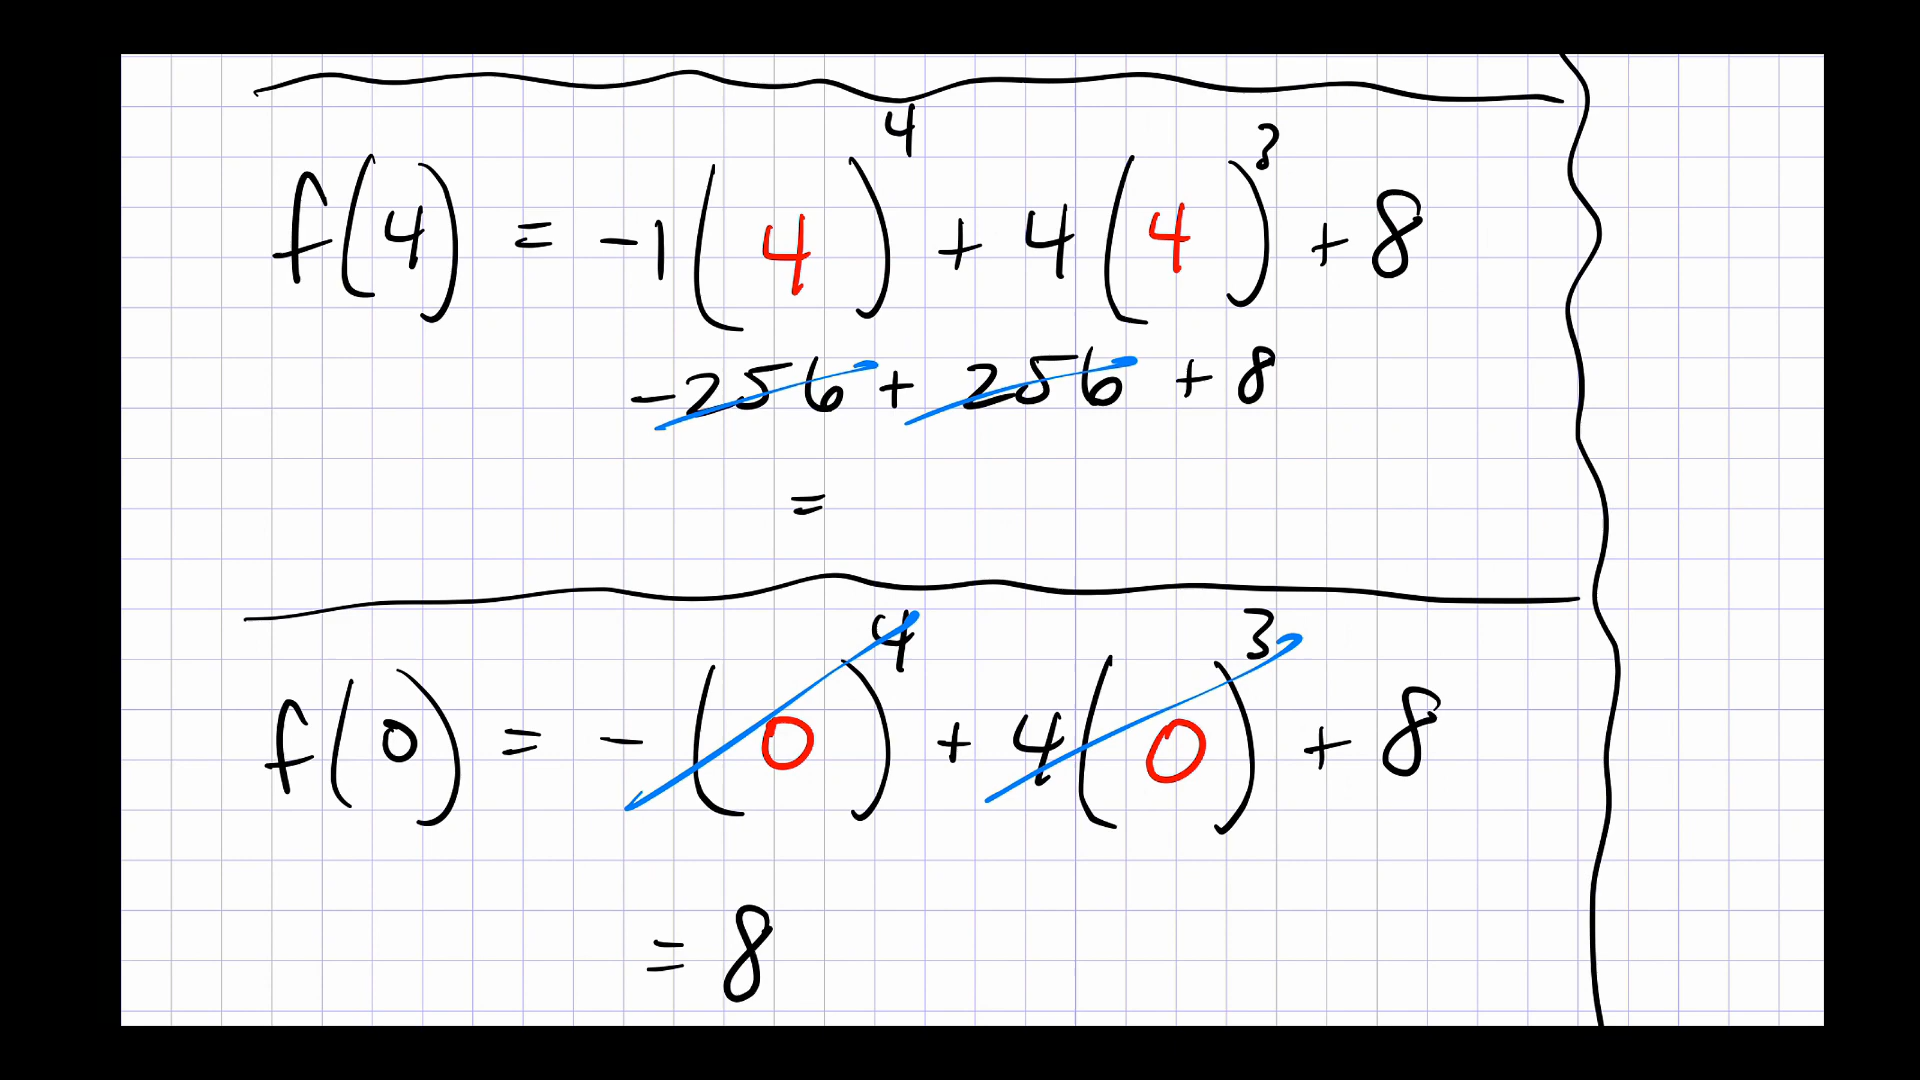 f(4) = -1(4)^4 + 4(4)^3 + 8
-256 + 256 + 8
=
f(0) = -(0)^4 + 4(0)^3 + 8
= 8